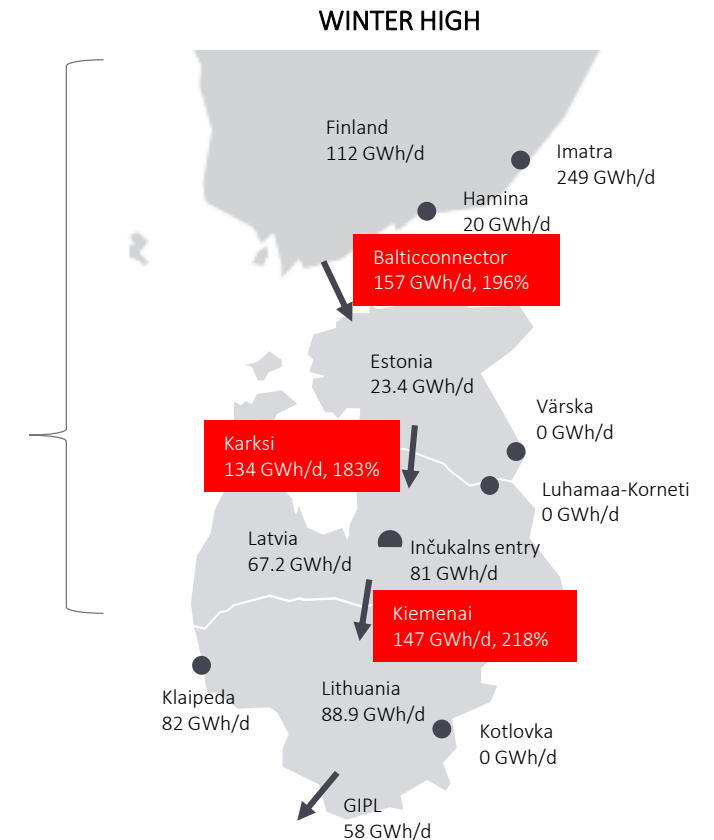 WINTER HIGH
Finland
112 GWh/d
Imatra
249 GWh/d
Hamina
20 GWh/d
Balticconnector
157 GWh/d, 196%
Estonia
23.4 GWh/d
Värska
0 GWh/d
Karksi
134 GWh/d, 183%
Luhamaa-Korneti
0 GWh/d
Latvia
67.2 GWh/d
Inčukalns entry
81 GWh/d
Kiemenai
147 GWh/d, 218%
Klaipeda
82 GWh/d
Lithuania
88.9 GWh/d
Kotlovka
0 GWh/d
GIPL
58 GWh/d